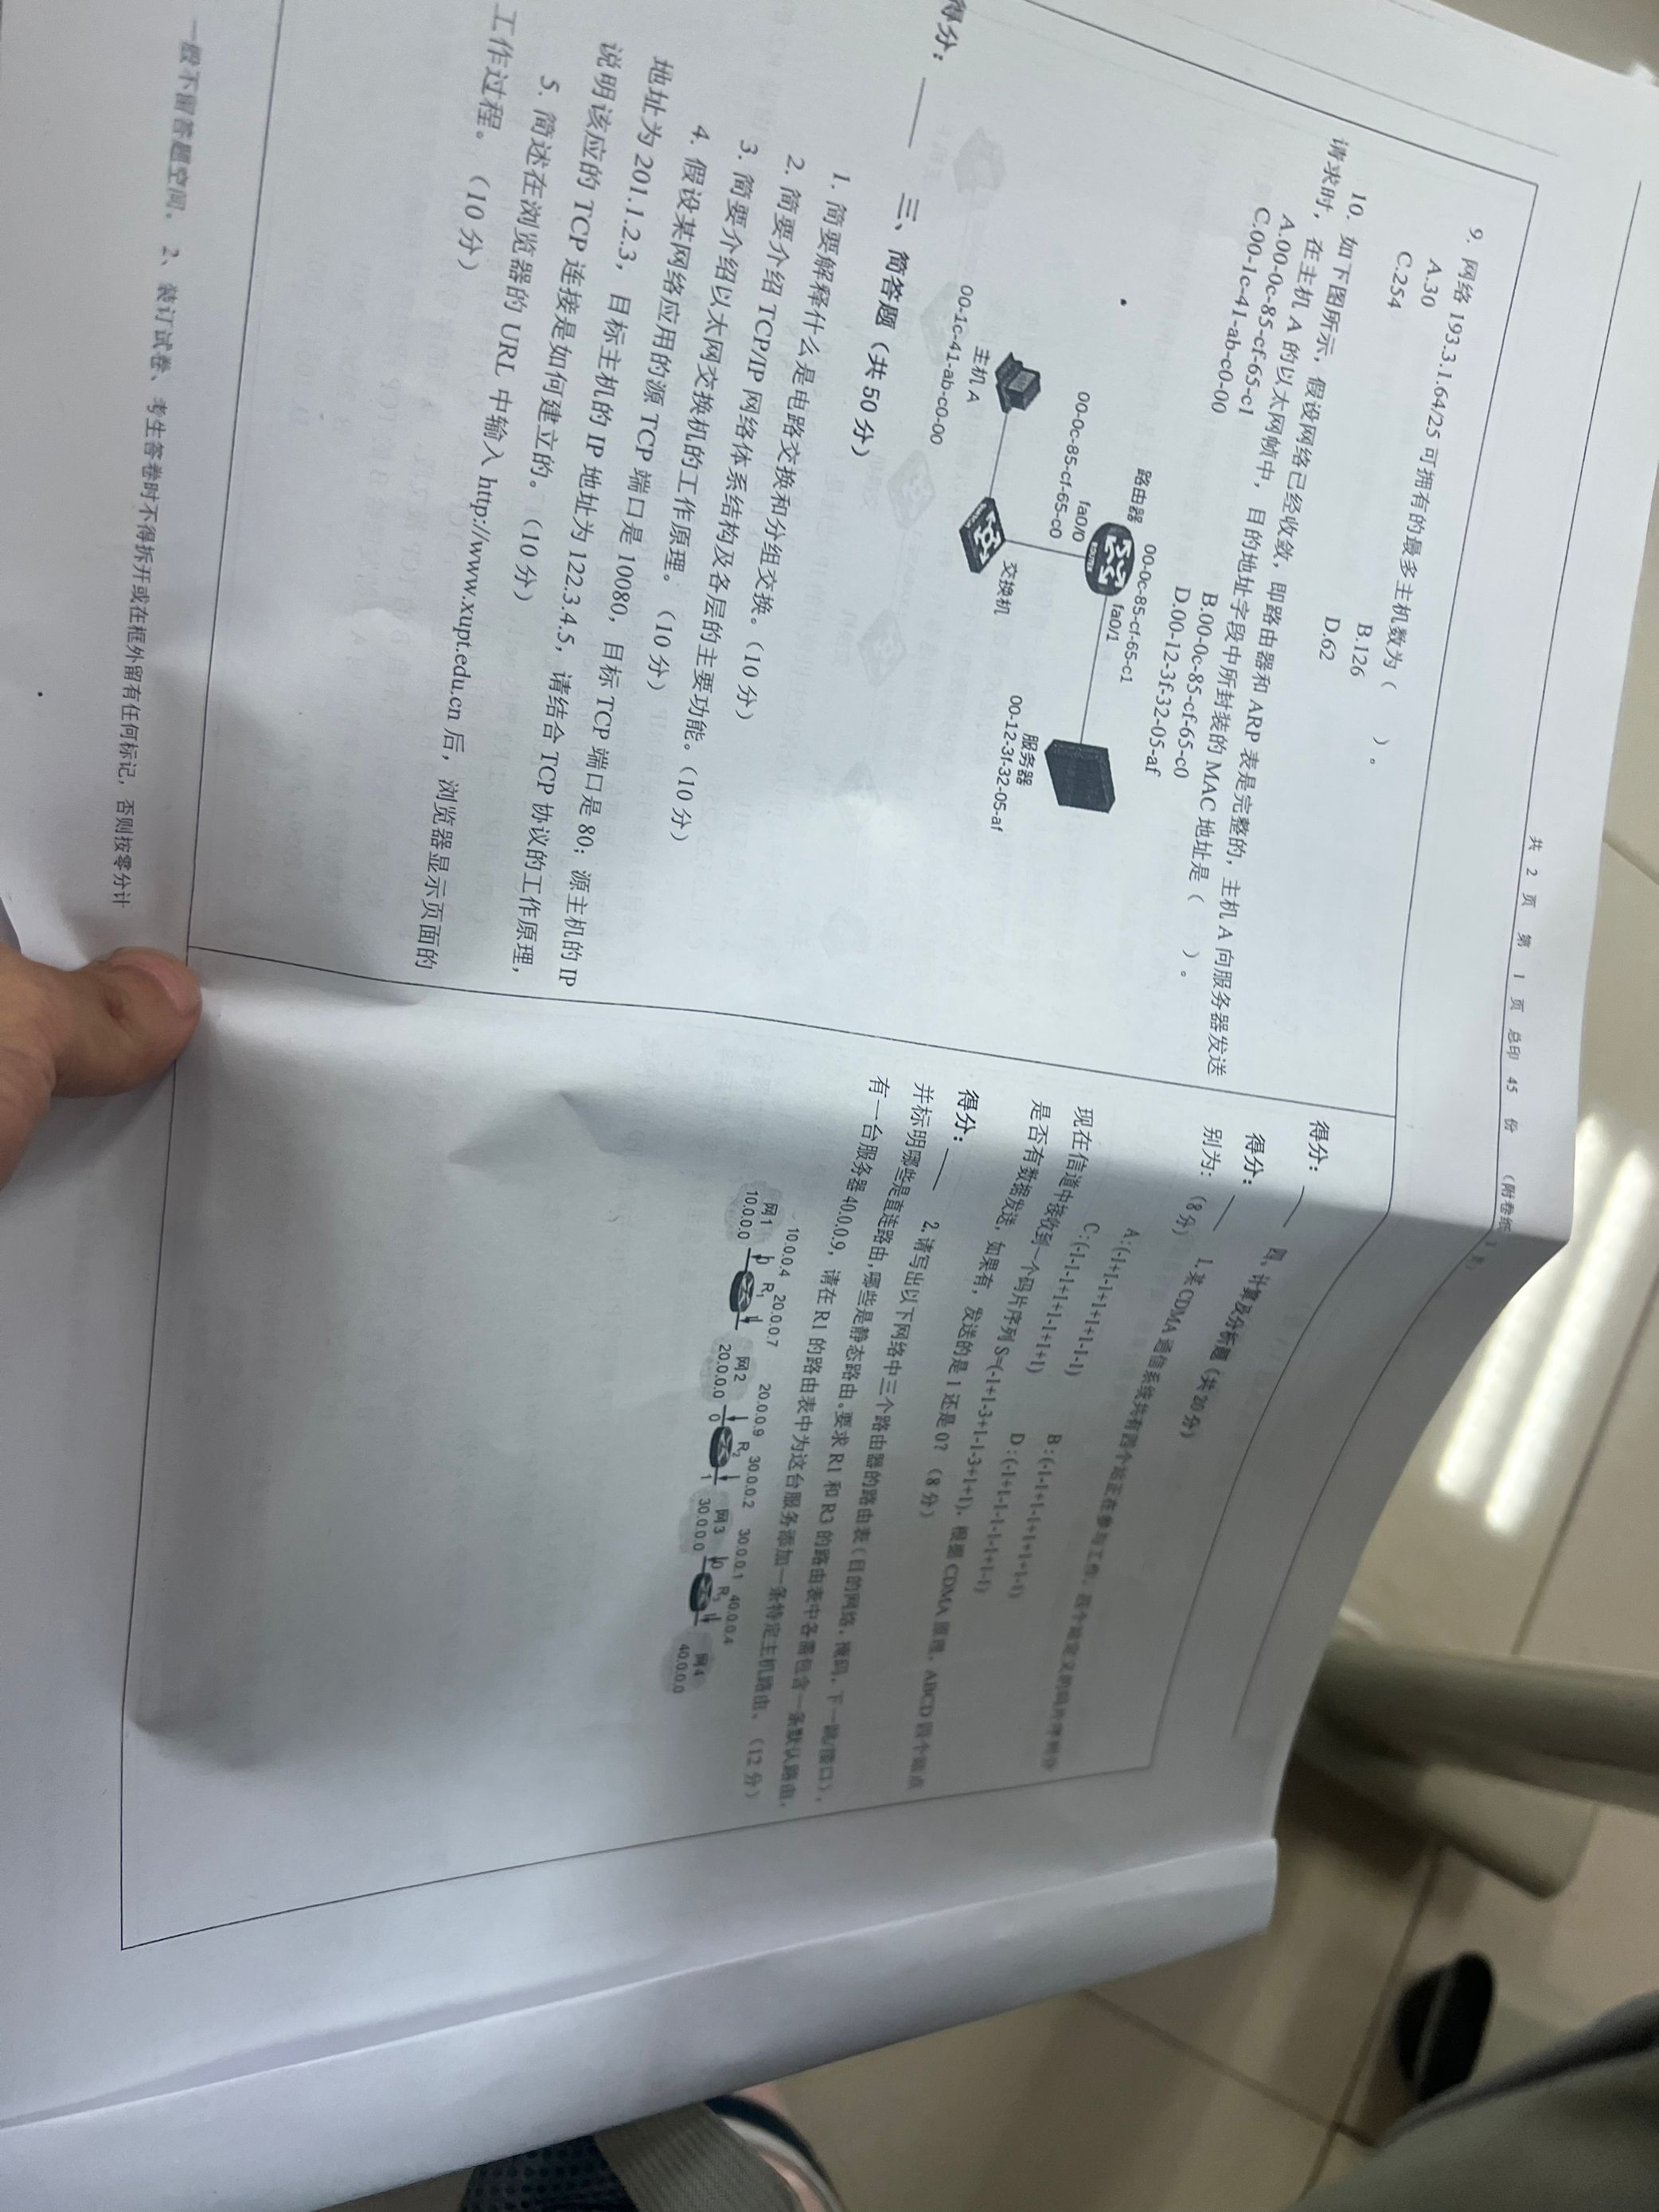 共 2 页 第 1 页 总印 45 份 （附卷纸 1 页）
9. 网络 193.3.1.64/25 可拥有的最多主机数为（ ）。
A.30
B.126
C.254
D.62
10. 如下图所示，假设网络已经收敛，即路由器和 ARP 表是完整的，主机 A 向服务器发送
请求时，在主机 A 的以太网帧中，目的地址字段中所封装的 MAC 地址是（ ）。
A.00-0c-85-cf-65-c1
B.00-0c-85-cf-65-c0
C.00-1c-41-ab-c0-00
D.00-12-3f-32-05-af
00-0c-85-cf-65-c1
路由器
fa0/1
ROUTER
fa0/0
00-0c-85-cf-65-c0
服务器
00-12-3f-32-05-af
交换机
主机 A
00-1c-41-ab-c0-00
得分：
三、简答题（共 50 分）
1. 简要解释什么是电路交换和分组交换。（10 分）
2. 简要介绍 TCP/IP 网络体系结构及各层的主要功能。（10 分）
3. 简要介绍以太网交换机的工作原理。（10 分）
4. 假设某网络应用的源 TCP 端口是 10080，目标 TCP 端口是 80；源主机的 IP
地址为 201.1.2.3，目标主机的 IP 地址为 122.3.4.5，请结合 TCP 协议的工作原理，
说明该应的 TCP 连接是如何建立的。（10 分）
5. 简述在浏览器的 URL 中输入 http://www.xupt.edu.cn 后，浏览器显示页面的
工作过程。（10 分）
一般不留答题空间。 2、装订试卷、考生答卷时不得拆开或在框外留有任何标记，否则按零分计
得分：
四、计算及分析题（共 20 分）
得分：
1.某 CDMA 通信系统共有四个站正在参与工作，四个站定义的码片序列分
别为：（8 分）
A:(-1+1-1+1+1+1-1-1)
B:(-1-1+1-1+1+1+1-1)
C:(-1-1-1+1+1-1+1+1)
D:(-1+1-1-1-1-1+1-1)
现在信道中接收到一个码片序列 S=(-1+1-3+1-1-3+1+1)，根据 CDMA 原理，ABCD 四个站点
是否有数据发送，如果有，发送的是 1 还是 0？（8 分）
得分：
2.请写出以下网络中三个路由器的路由表（目的网络，掩码，下一跳/接口），
并标明哪些是直连路由，哪些是静态路由。要求 R1 和 R3 的路由表中各需包含一条默认路由，
有一台服务器 40.0.0.9，请在 R1 的路由表中为这台服务添加一条特定主机路由。（12 分）
10.0.0.4 20.0.0.7 20.0.0.9 30.0.0.2 30.0.0.1 40.0.0.4
网1
10.0.0.0
0
R1
1
网2
20.0.0.0
0
R2
1
网3
30.0.0.0
0
R3
网4
40.0.0.0